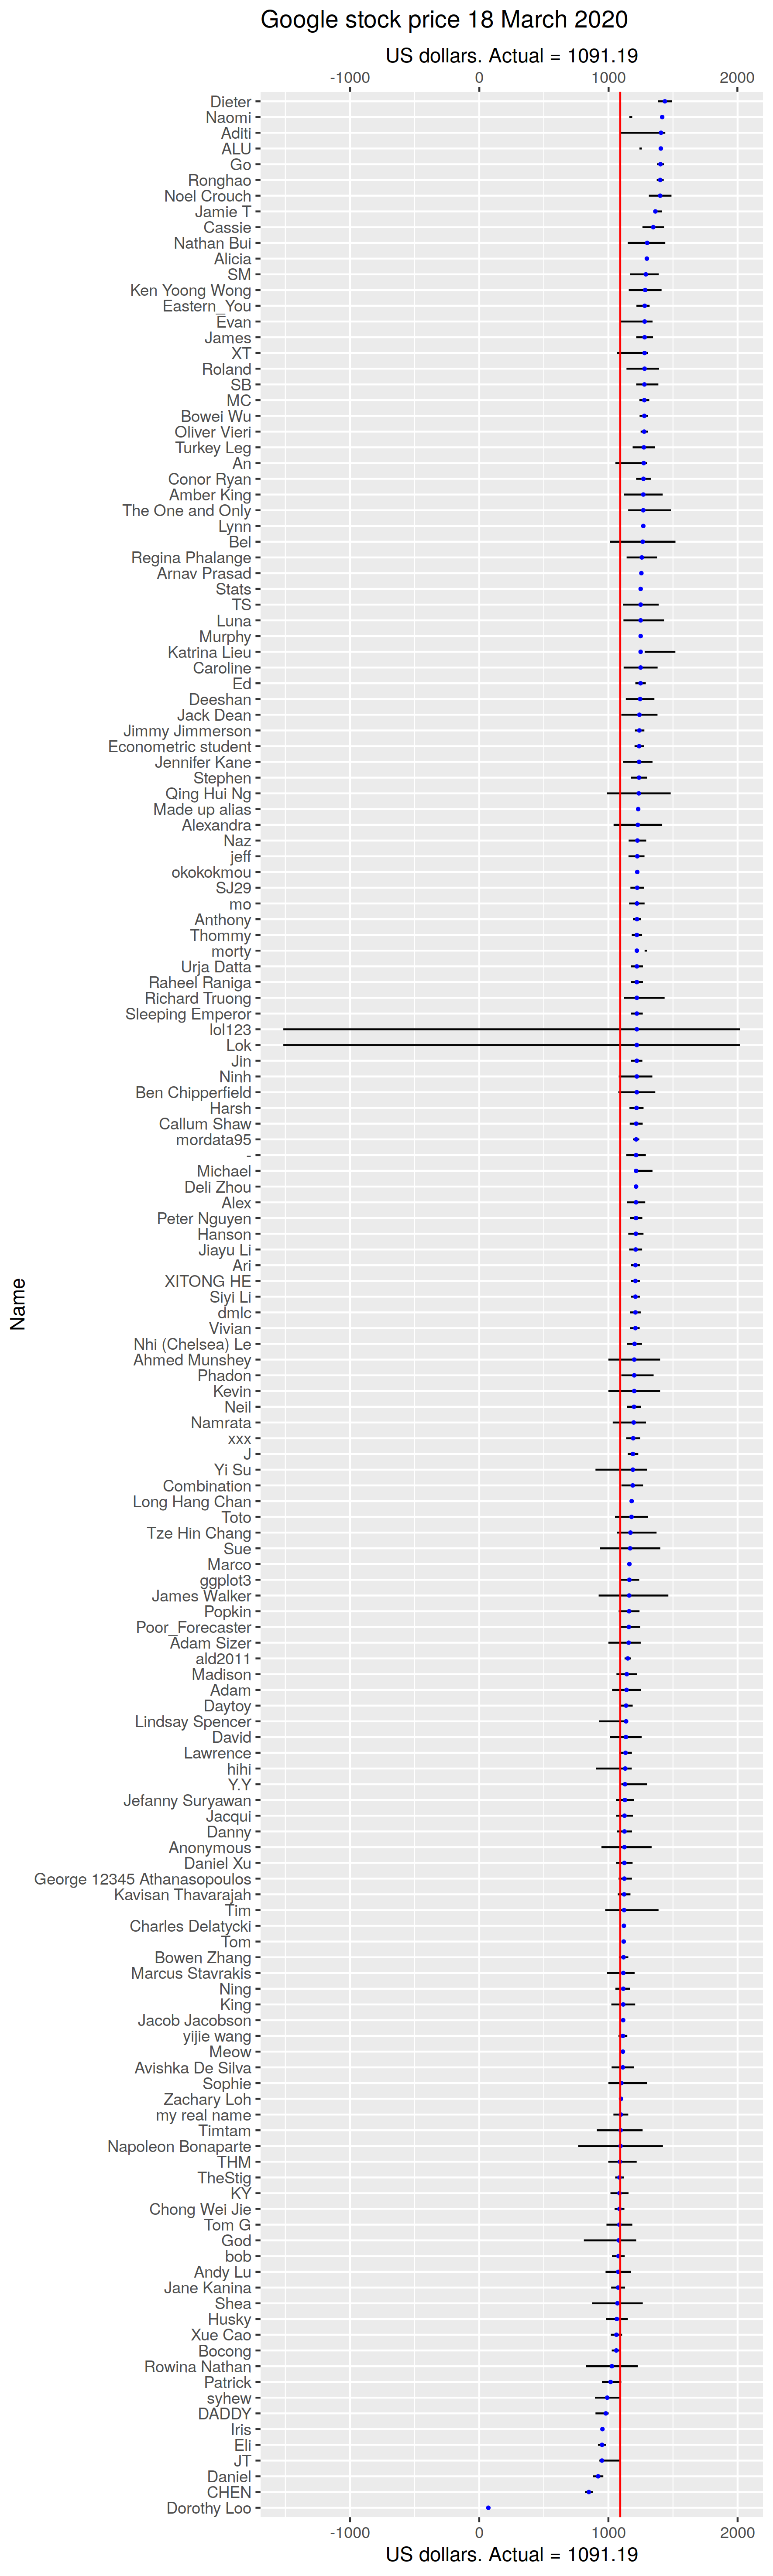 Google stock price 18 March 2020
US dollars. Actual = 1091.19
-1000 0 1000 2000
Dieter
Naomi
Aditi
ALU
Go
Ronghao
Noel Crouch
Jamie T
Cassie
Nathan Bui
Alicia
SM
Ken Yoong Wong
Eastern_You
Evan
James
XT
Roland
SB
MC
Bowei Wu
Oliver Vieri
Turkey Leg
An
Conor Ryan
Amber King
The One and Only
Lynn
Bel
Regina Phalange
Arnav Prasad
Stats
TS
Luna
Murphy
Katrina Lieu
Caroline
Ed
Deeshan
Jack Dean
Jimmy Jimmerson
Econometric student
Jennifer Kane
Stephen
Qing Hui Ng
Made up alias
Alexandra
Naz
jeff
okokokmou
SJ29
mo
Anthony
Thommy
morty
Urja Datta
Raheel Raniga
Richard Truong
Sleeping Emperor
lol123
Lok
Jin
Ninh
Ben Chipperfield
Harsh
Callum Shaw
mordata95
-
Michael
Deli Zhou
Alex
Peter Nguyen
Hanson
Jiayu Li
Ari
XITONG HE
Siyi Li
dmlc
Vivian
Nhi (Chelsea) Le
Ahmed Munshey
Phadon
Kevin
Neil
Namrata
xxx
J
Yi Su
Combination
Long Hang Chan
Toto
Tze Hin Chang
Sue
Marco
ggplot3
James Walker
Popkin
Poor_Forecaster
Adam Sizer
ald2011
Madison
Adam
Daytoy
Lindsay Spencer
David
Lawrence
hihi
Y.Y
Jefanny Suryawan
Jacqui
Danny
Anonymous
Daniel Xu
George 12345 Athanasopoulos
Kavisan Thavarajah
Tim
Charles Delatycki
Tom
Bowen Zhang
Marcus Stavrakis
Ning
King
Jacob Jacobson
yijie wang
Meow
Avishka De Silva
Sophie
Zachary Loh
my real name
Timtam
Napoleon Bonaparte
THM
TheStig
KY
Chong Wei Jie
Tom G
God
bob
Andy Lu
Jane Kanina
Shea
Husky
Xue Cao
Bocong
Rowina Nathan
Patrick
syhew
DADDY
Iris
Eli
JT
Daniel
CHEN
Dorothy Loo
Name
-1000 0 1000 2000
US dollars. Actual = 1091.19